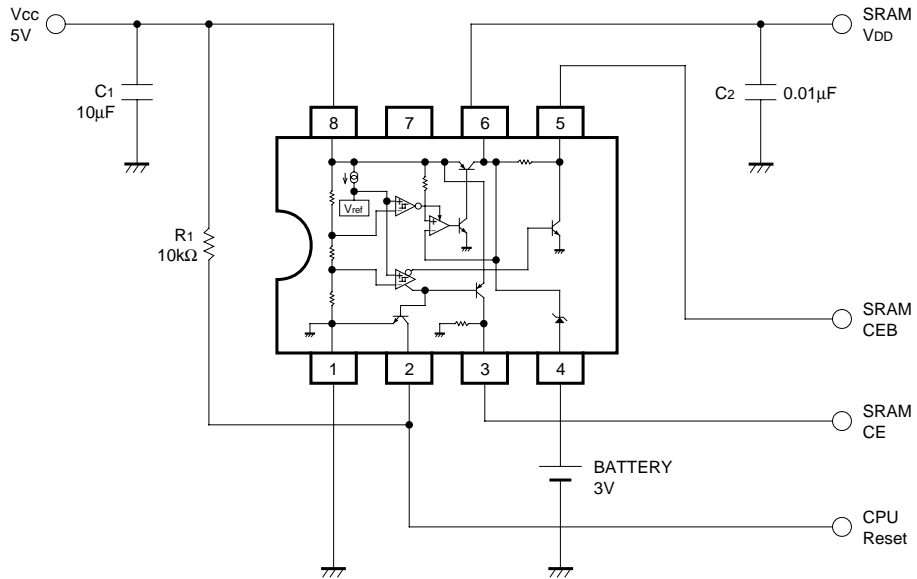 Vcc
5V
SRAM
VDD
C1
10μF
C2
0.01μF
8
7
6
5
Vref
R1
10kΩ
SRAM
CEB
1
2
3
4
SRAM
CE
BATTERY
3V
CPU
Reset